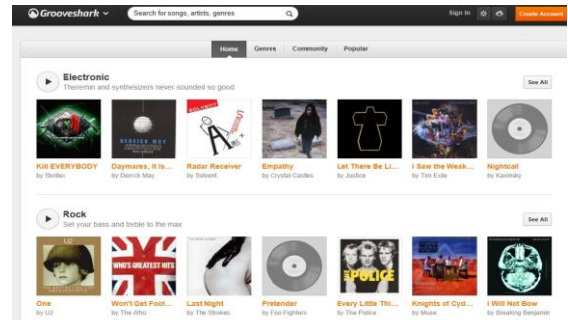 Grooveshark
Search for songs, artists, genres
Sign In
Create Account
Home Genres Community Popular
Electronic
Theremin and synthesizers never sounded so good
See All
Kill EVERYBODY Daymares, It Is... Radar Receiver Empathy Let There Be Li... I Saw the Weak... Nightcall
by Skrillex by Derrick May by Solvent by Crystal Castles by Justice by Tim Exile by Kavinsky
Rock
Set your bass and treble to the max
See All
U2
WHO'S GREATEST HITS
POLICE
One Won't Get Fool... Last Night Pretender Every Little Thi... Knights of Cyd... I Will Not Bow
by U2 by The Who by The Strokes by Foo Fighters by The Police by Muse by Breaking Benjamin